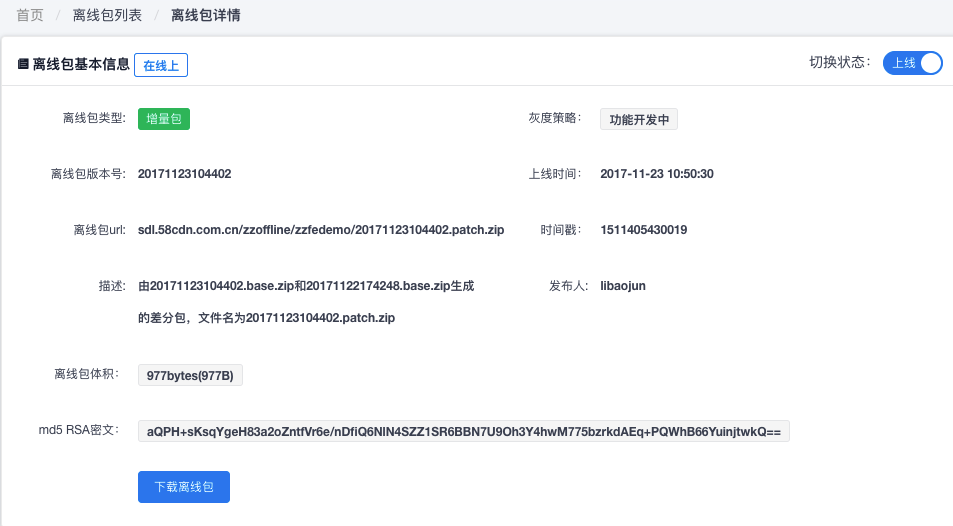 首页 / 离线包列表 / 离线包详情
离线包基本信息 在线上 切换状态： 上线
离线包类型: 增量包 灰度策略： 功能开发中
离线包版本号: 20171123104402 上线时间： 2017-11-23 10:50:30
离线包url: sdl.58cdn.com.cn/zzoffline/zzfedemo/20171123104402.patch.zip 时间戳： 1511405430019
描述: 由20171123104402.base.zip和20171122174248.base.zip生成 发布人: libaojun
的差分包，文件名为20171123104402.patch.zip
离线包体积： 977bytes(977B)
md5 RSA密文： aQPH+sKsqYgeH83a2oZntfVr6e/nDfiQ6NIN4SZZ1SR6BBN7U9Oh3Y4hwM775bzrkdAEq+PQWhB66YuinjtwkQ==
下载离线包